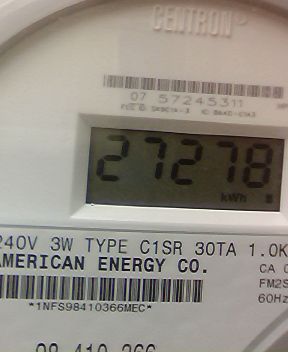 CENTRON®
07 57245311
27278
kWh
240V 3W TYPE C1SR 30TA 1.0K
AMERICAN ENERGY CO.
CA
FM2S
60Hz
*1NFS98410366MEC*
98 410 366